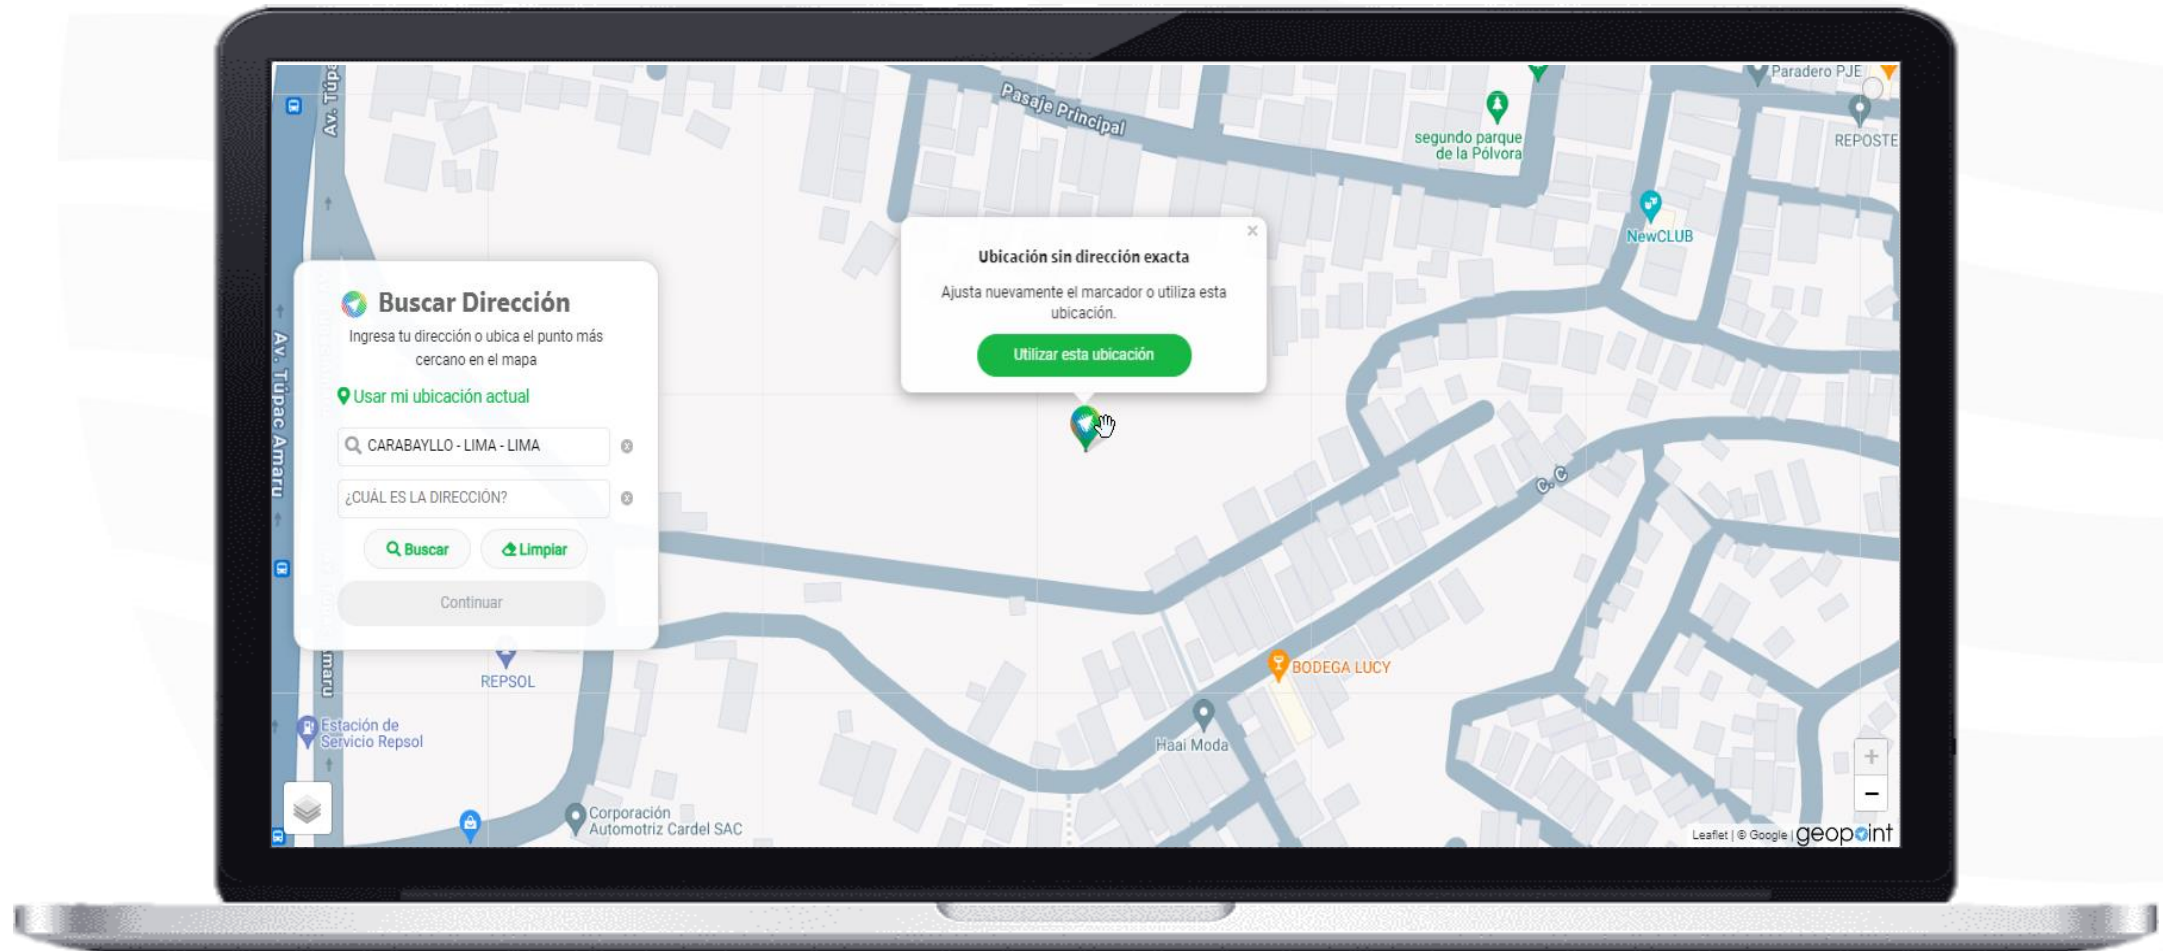 Av. Túpa
Pasaje Principal
Paradero PJE
segundo parque
de la Pólvora
REPOSTE
NewCLUB
Ubicación sin dirección exacta
Ajusta nuevamente el marcador o utiliza esta
ubicación.
Utilizar esta ubicación
Buscar Dirección
Ingresa tu dirección o ubica el punto más
cercano en el mapa
Usar mi ubicación actual
CARABAYLLO - LIMA - LIMA
¿CUÁL ES LA DIRECCIÓN?
Buscar
Limpiar
Continuar
Av. Túpac Amaru
C. C
maru
REPSOL
BODEGA LUCY
Estación de
Servicio Repsol
Haai Moda
Corporación
Automotriz Cardel SAC
+
−
Leaflet | © Google | geopoint